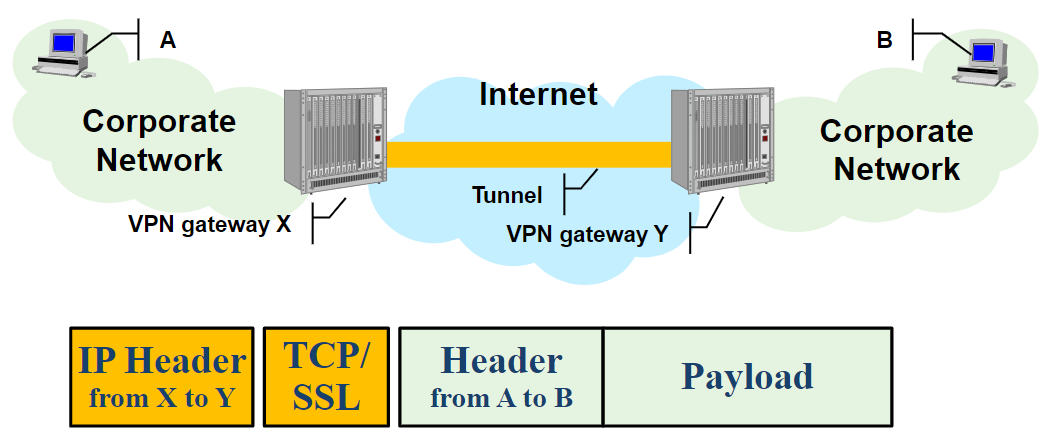 A
B
Internet
Corporate
Network
Corporate
Network
Tunnel
VPN gateway X
VPN gateway Y
IP Header
from X to Y
TCP/
SSL
Header
from A to B
Payload